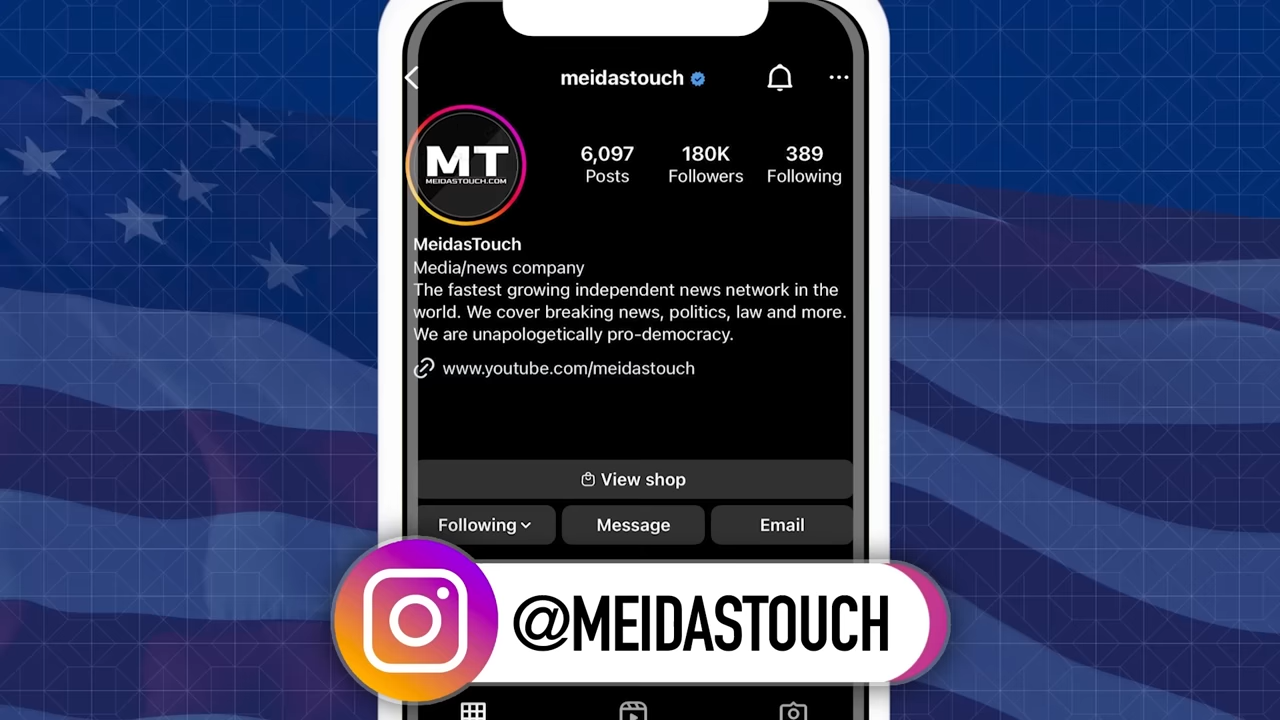 meidastouch
MT
MEIDASTOUCH.COM
6,097 180K 389
Posts Followers Following
MeidasTouch
Media/news company
The fastest growing independent news network in the
world. We cover breaking news, politics, law and more.
We are unapologetically pro-democracy.
www.youtube.com/meidastouch
View shop
Following Message Email
@MEIDASTOUCH